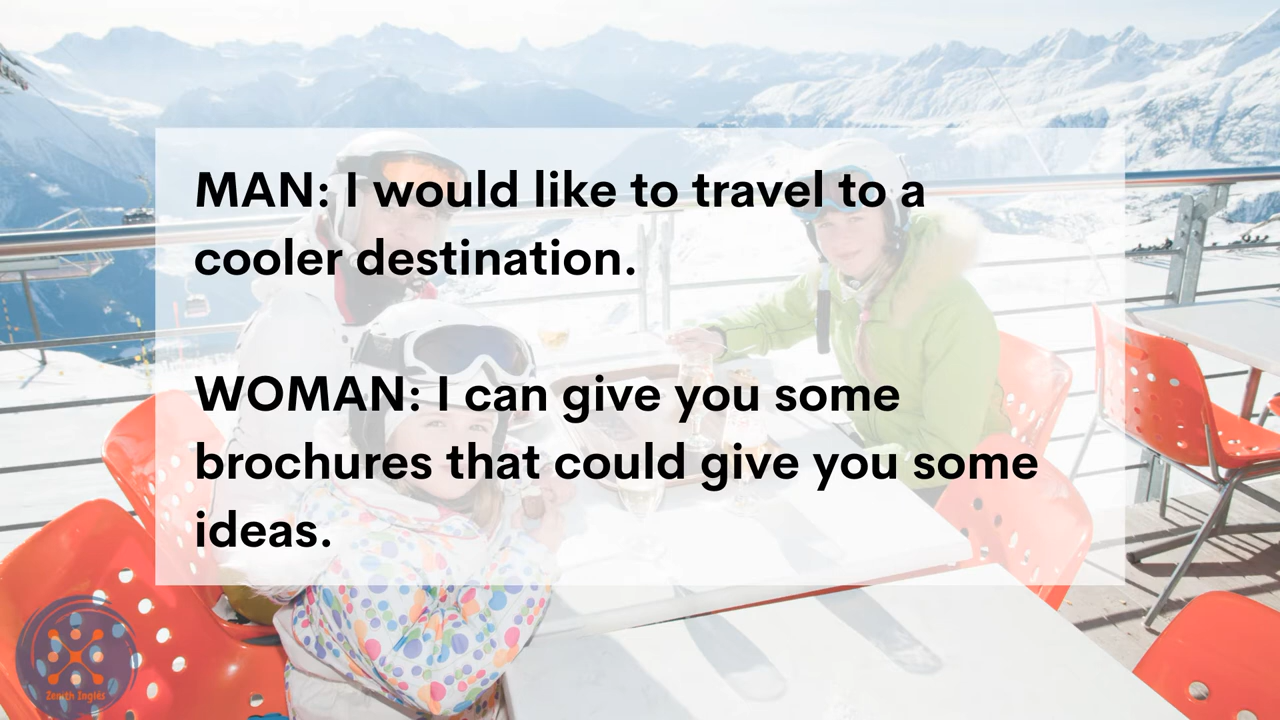 MAN: I would like to travel to a
cooler destination.
WOMAN: I can give you some
brochures that could give you some
ideas.
Zenith Inglés